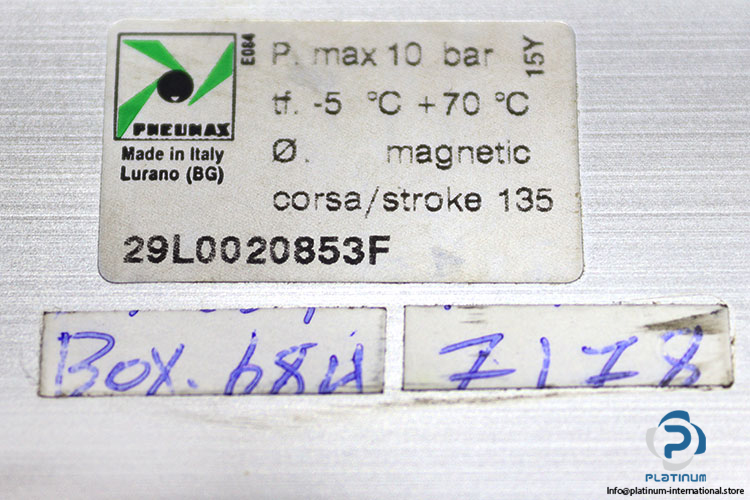 E084
P. max 10 bar
15Y
tf. -5 °C +70 °C
PNEUMAX
Made in Italy
Lurano (BG)
Ø. magnetic
corsa/stroke 135
29L0020853F
Box.
7178
PLATINUM
Info@platinum-international.store